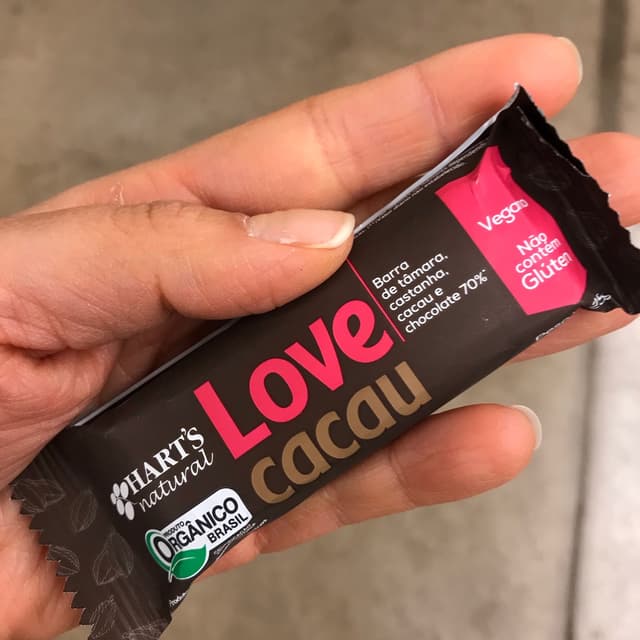 HART'S
natural
Love
cacau
Barra
de tâmara,
castanha,
cacau e
chocolate 70%*
Vegano
Não
contém
Glúten
PRODUTO
ORGÂNICO
BRASIL